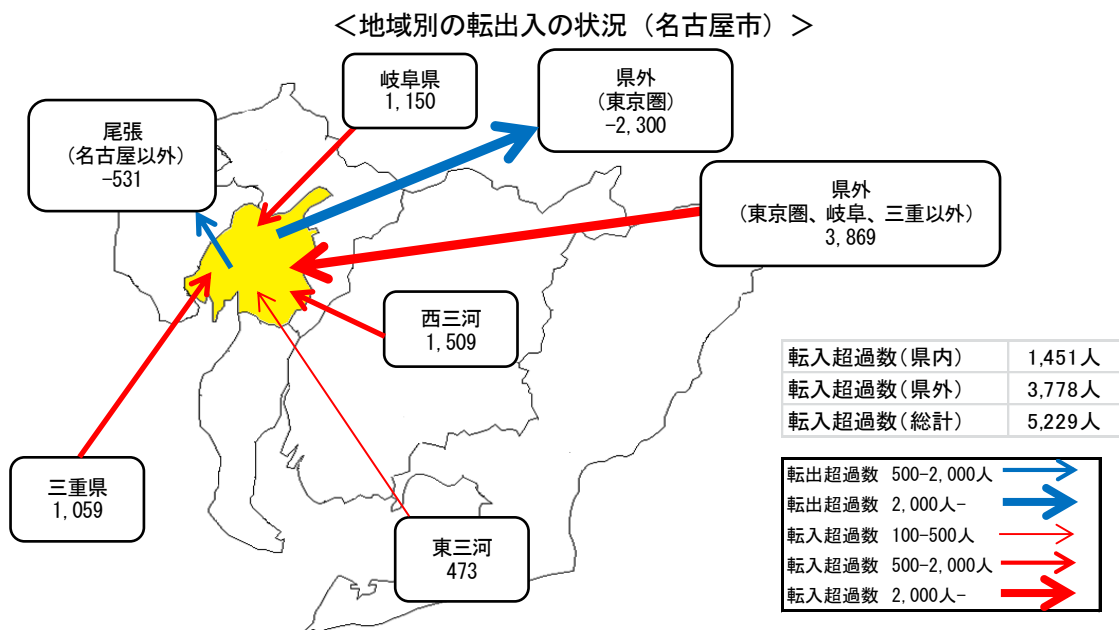 ＜地域別の転出入の状況（名古屋市）＞
岐阜県
1,150
県外
(東京圏)
-2,300
尾張
(名古屋以外)
-531
県外
(東京圏、岐阜、三重以外)
3,869
西三河
1,509
三重県
1,059
東三河
473
転入超過数(県内) 1,451人
転入超過数(県外) 3,778人
転入超過数(総計) 5,229人
転出超過数 500-2,000人
転出超過数 2,000人-
転入超過数 100-500人
転入超過数 500-2,000人
転入超過数 2,000人-